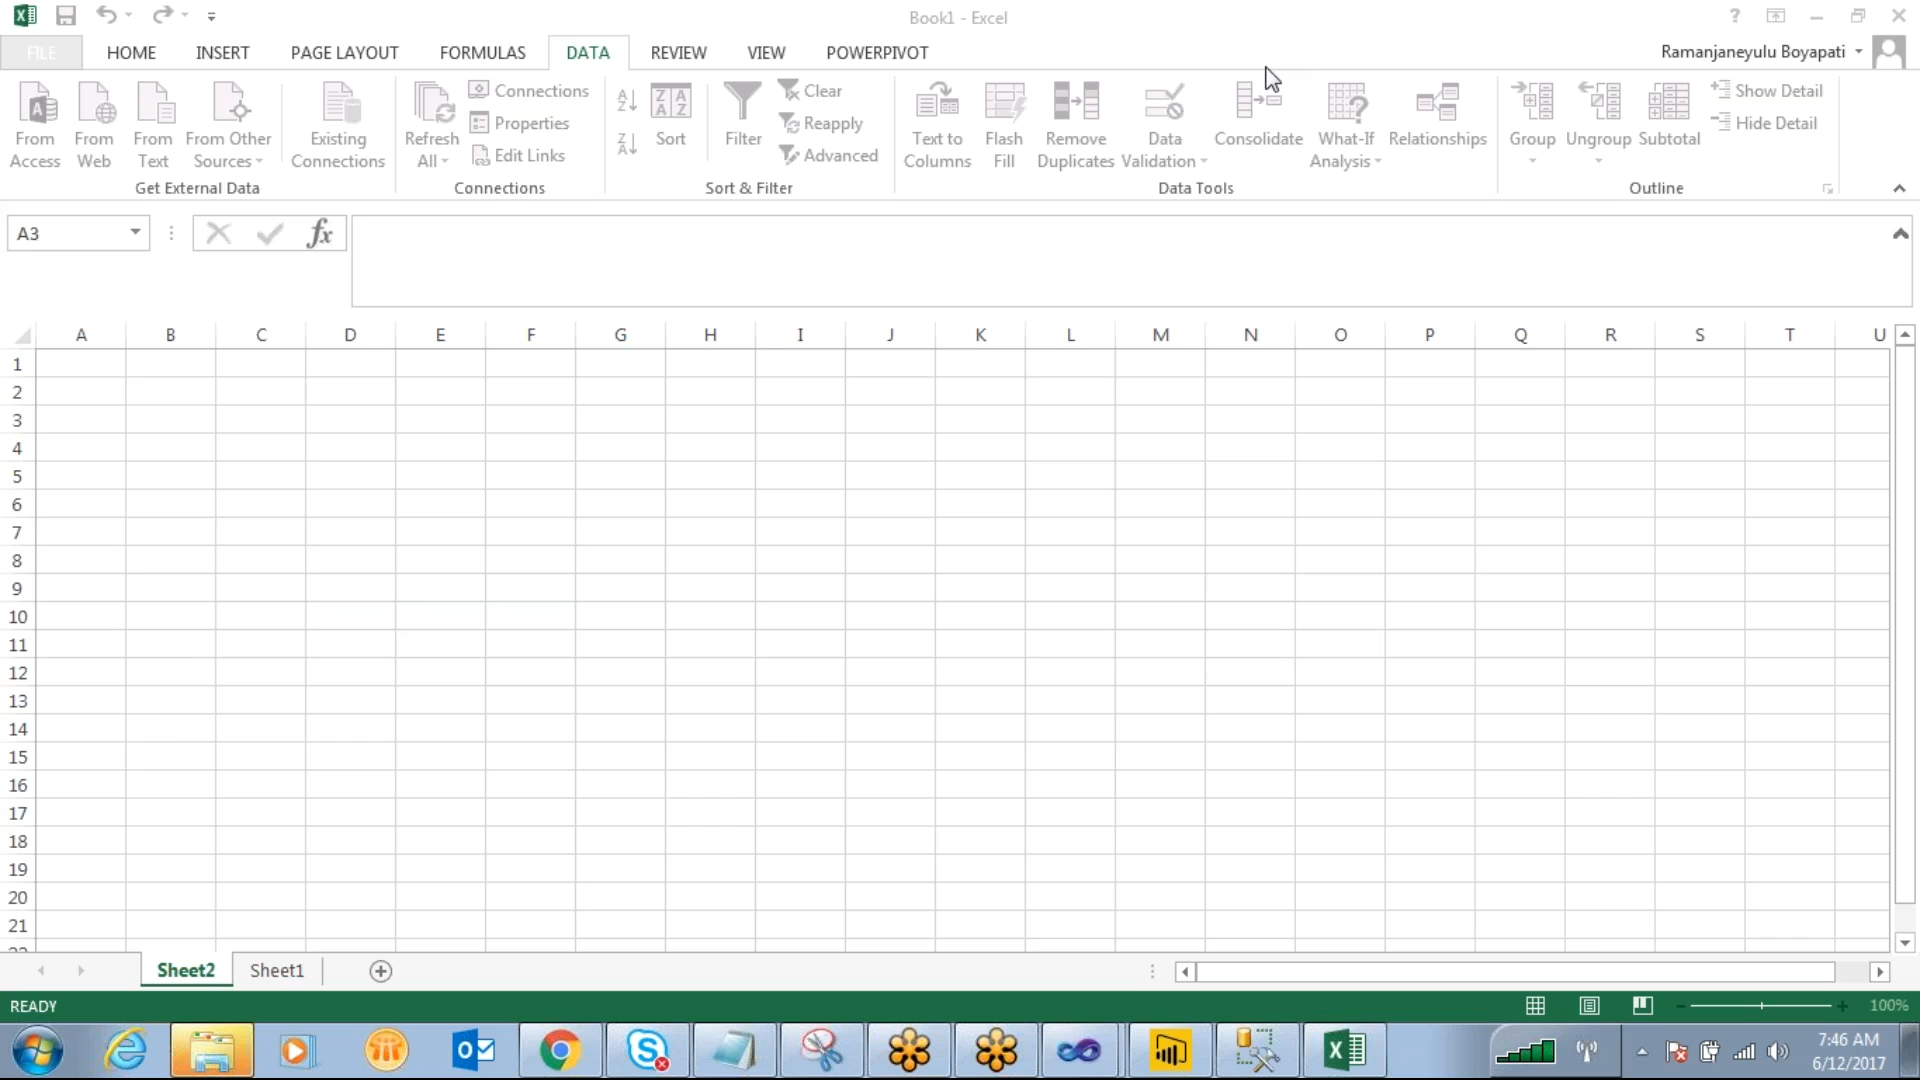 Book1 - Excel
?
FILE HOME INSERT PAGE LAYOUT FORMULAS DATA REVIEW VIEW POWERPIVOT
Ramanjaneyulu Boyapati
From Access
From Web
From Text
From Other Sources
Existing Connections
Get External Data
Refresh All
Connections
Properties
Edit Links
Connections
Sort
Filter
Clear
Reapply
Advanced
Sort & Filter
Text to Columns
Flash Fill
Remove Duplicates
Data Validation
Consolidate
What-If Analysis
Relationships
Data Tools
Group
Ungroup
Subtotal
Show Detail
Hide Detail
Outline
A3
fx
A B C D E F G H I J K L M N O P Q R S T U
1
2
3
4
5
6
7
8
9
10
11
12
13
14
15
16
17
18
19
20
21
Sheet2 Sheet1
READY
100%
7:46 AM
6/12/2017